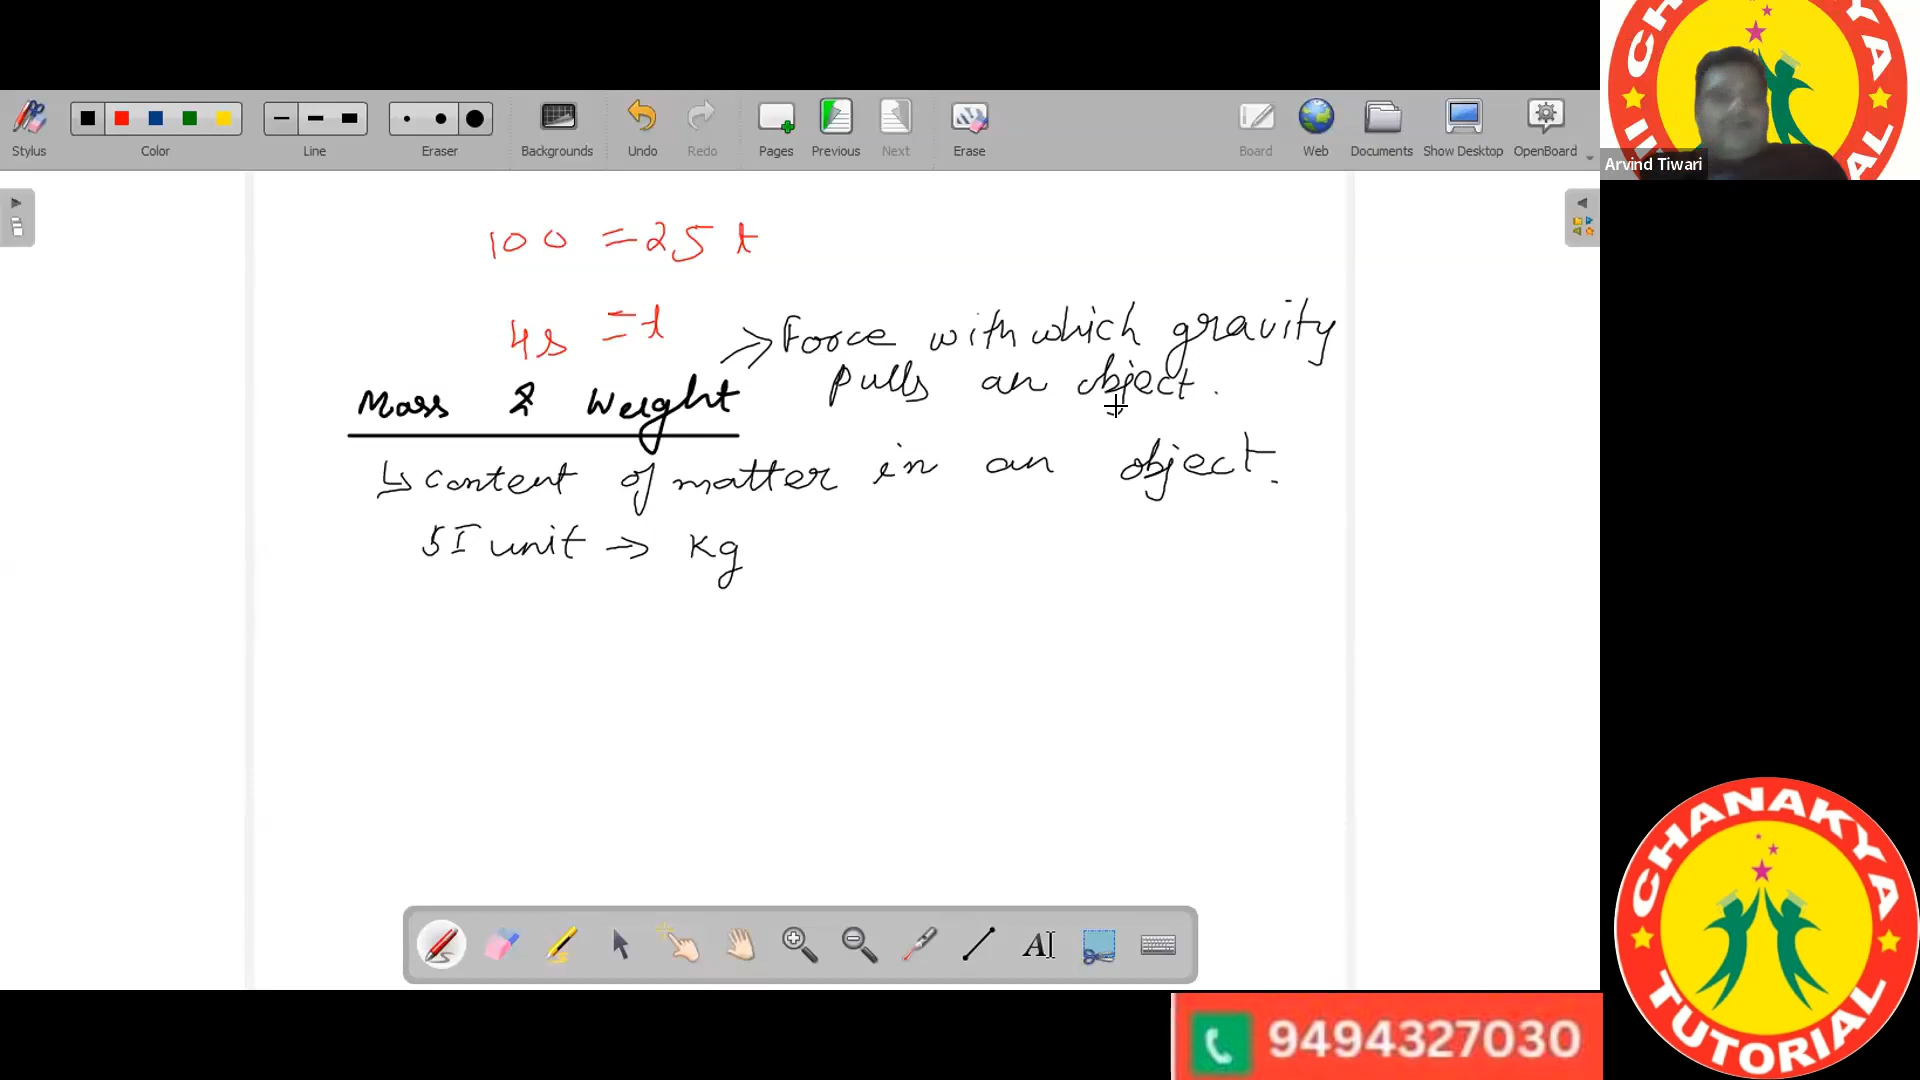 Stylus
Color
Line
Eraser
Backgrounds
Undo
Redo
Pages
Previous
Next
Erase
Board
Web
Documents
Show Desktop
OpenBoard
Arvind Tiwari
100 = 25 t
4s = t
→ Force with which gravity
pulls an object.
Mass & Weight
↳ content of matter in an object.
SI unit → Kg
CHANAKYA
TUTORIAL
9494327030